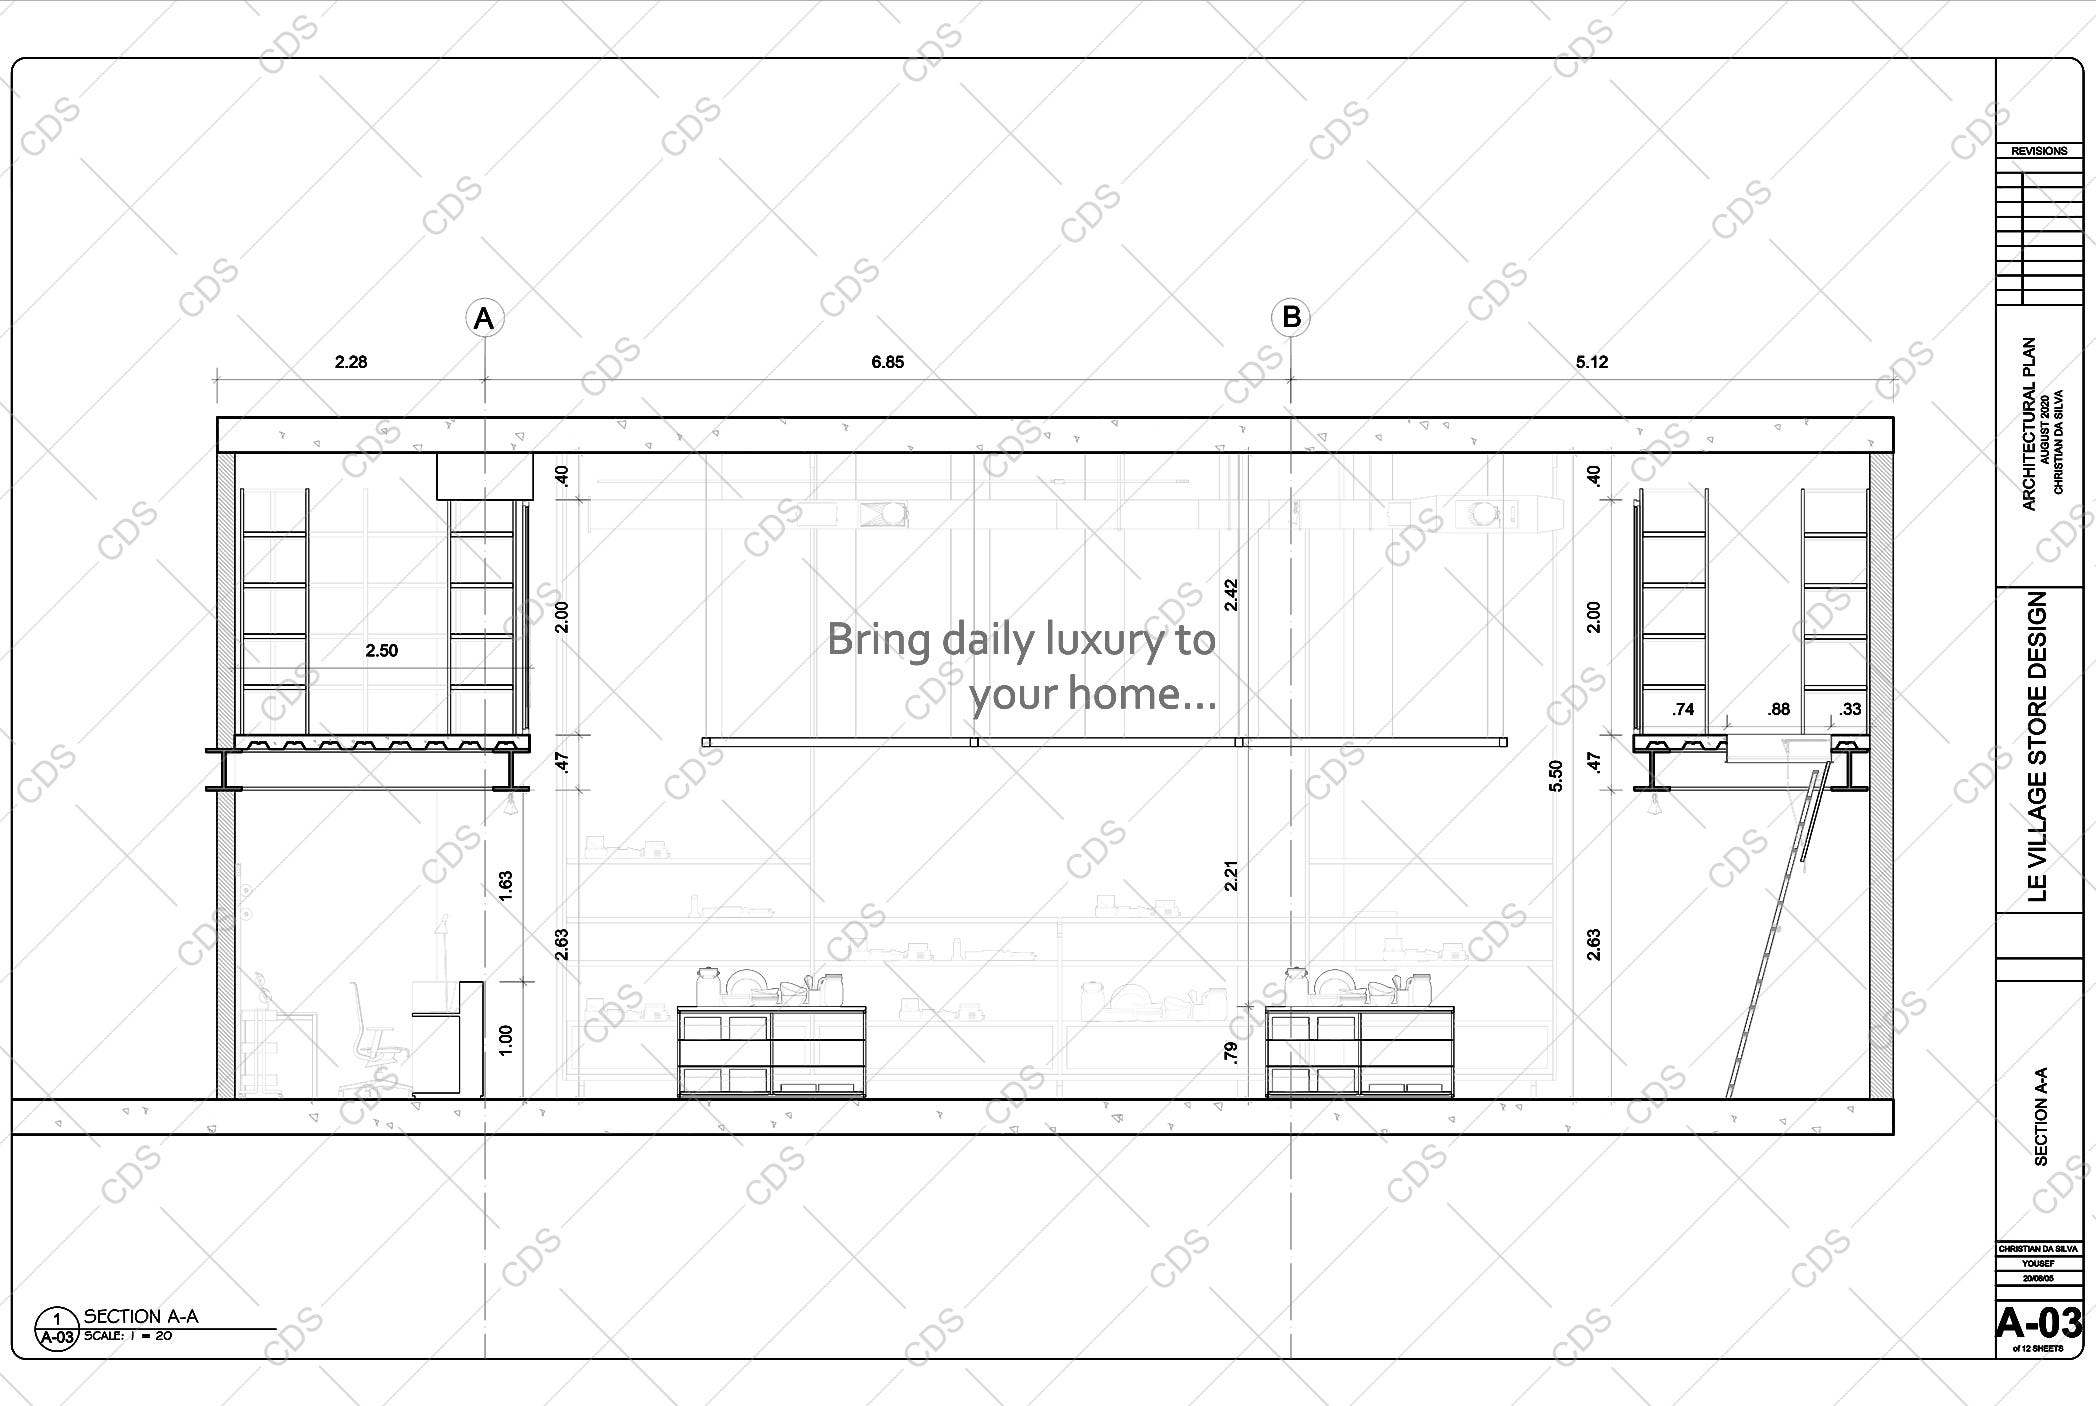 A
B
2.28
6.85
5.12
.40
.40
2.00
2.42
2.00
Bring daily luxury to
your home...
2.50
.74
.88
.33
.47
5.50
.47
1.63
2.21
2.63
2.63
1.00
.79
1
A-03
SECTION A-A
SCALE: 1 = 20
REVISIONS
ARCHITECTURAL PLAN
AUGUST 2020
CHRISTIAN DA SILVA
LE VILLAGE STORE DESIGN
SECTION A-A
CHRISTIAN DA SILVA
YOUSEF
20/08/05
A-03
of 12 SHEETS
CDS